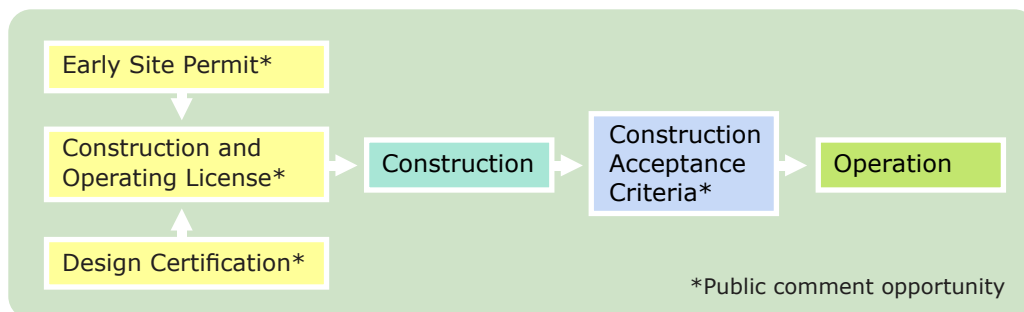 Early Site Permit*
Construction and
Operating License*
Design Certification*
Construction
Construction
Acceptance
Criteria*
Operation
*Public comment opportunity